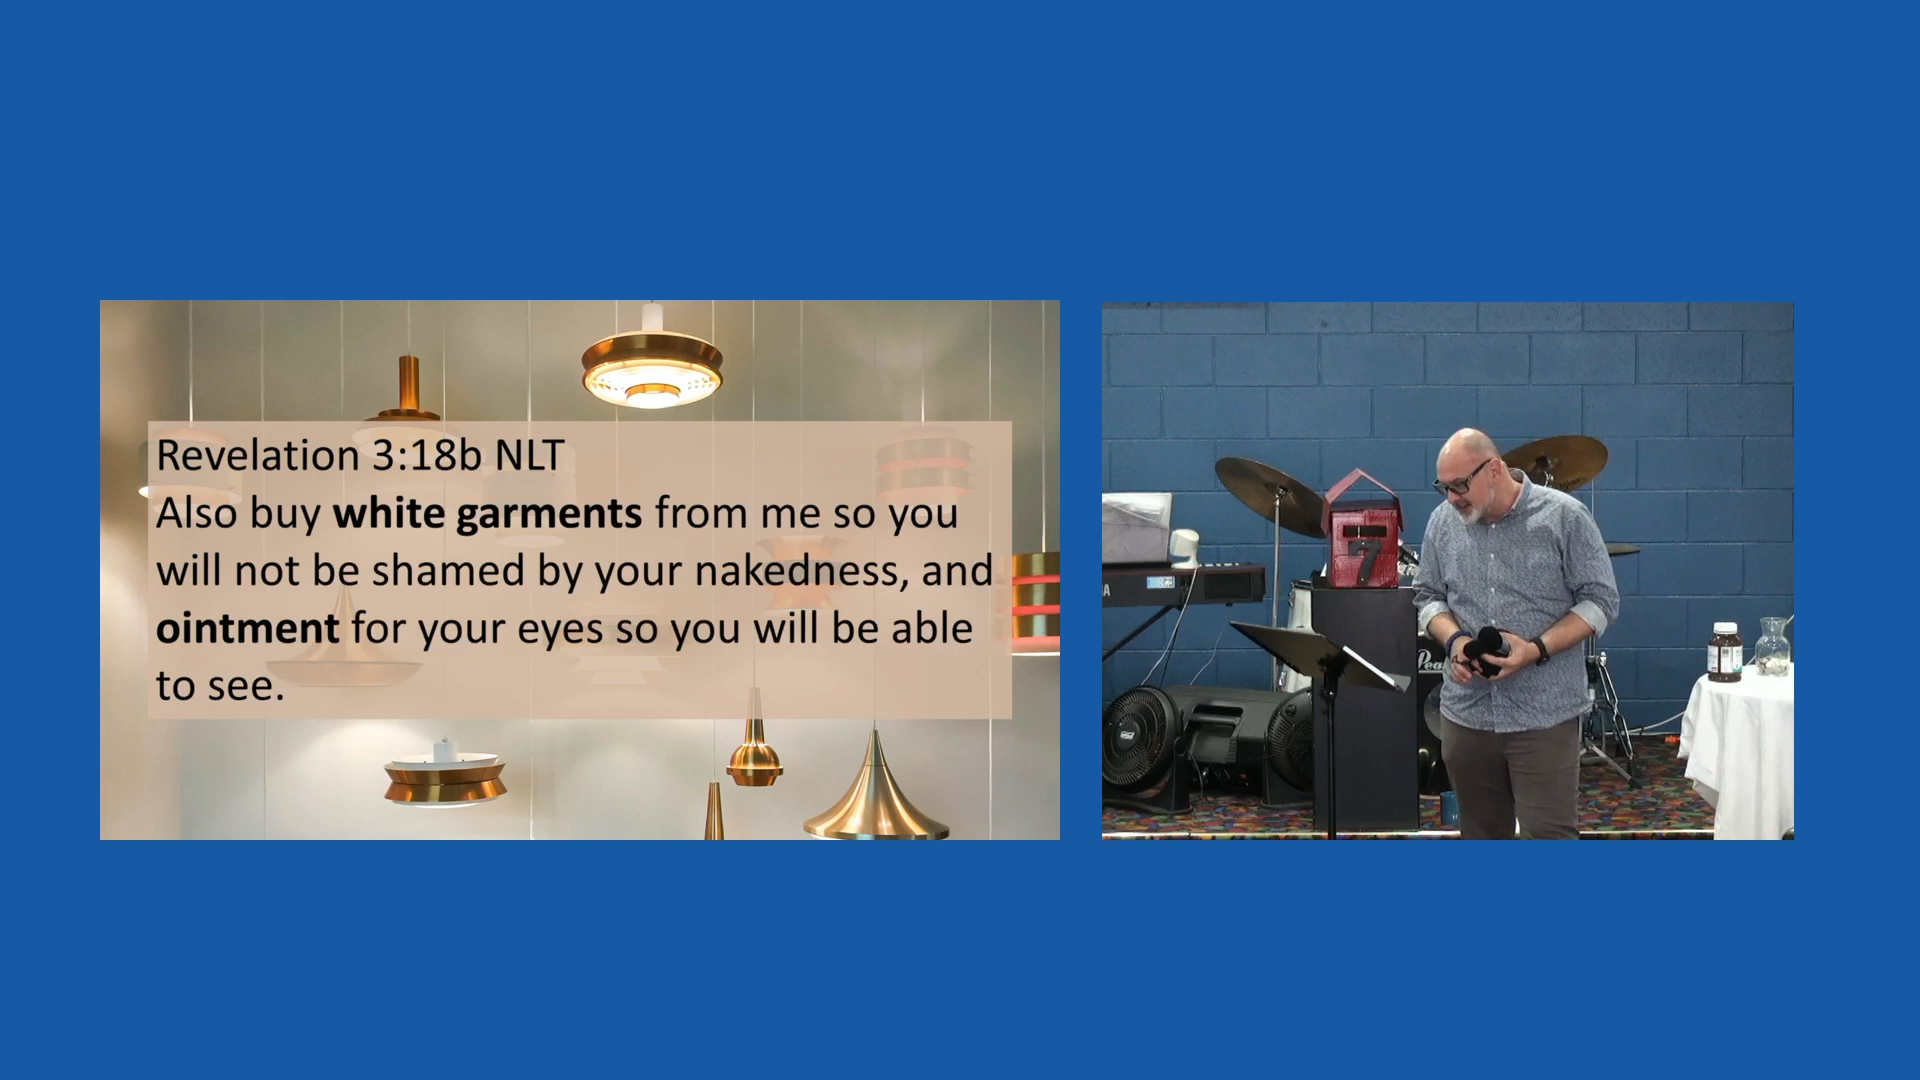 Revelation 3:18b NLT
Also buy white garments from me so you
will not be shamed by your nakedness, and
ointment for your eyes so you will be able
to see.
7